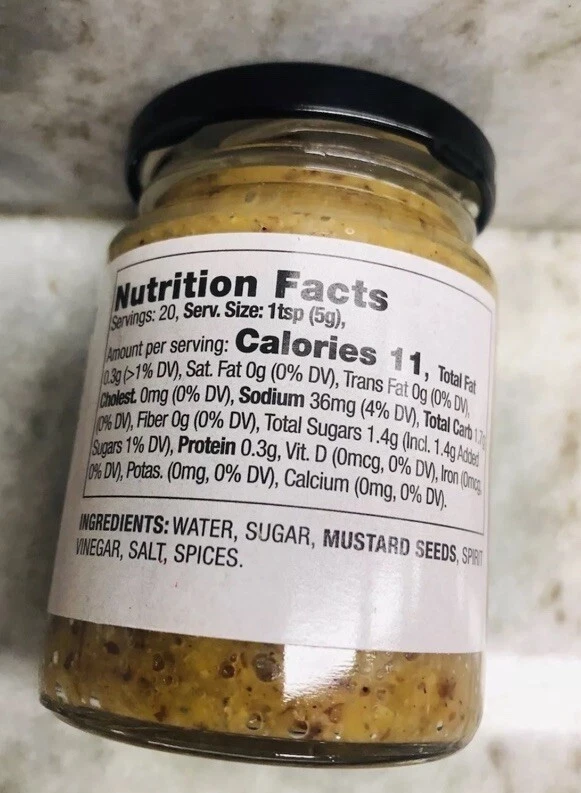 Nutrition Facts
Servings: 20, Serv. Size: 1tsp (5g),
Amount per serving: Calories 11, Total Fat
0.3g (>1% DV), Sat. Fat 0g (0% DV), Trans Fat 0g (0% DV),
Cholest. 0mg (0% DV), Sodium 36mg (4% DV), Total Carb 1.7g
(0% DV), Fiber 0g (0% DV), Total Sugars 1.4g (Incl. 1.4g Added
Sugars 1% DV), Protein 0.3g, Vit. D (0mcg, 0% DV), Iron (0mcg,
0% DV), Potas. (0mg, 0% DV), Calcium (0mg, 0% DV).
INGREDIENTS: WATER, SUGAR, MUSTARD SEEDS, SPIRIT
VINEGAR, SALT, SPICES.